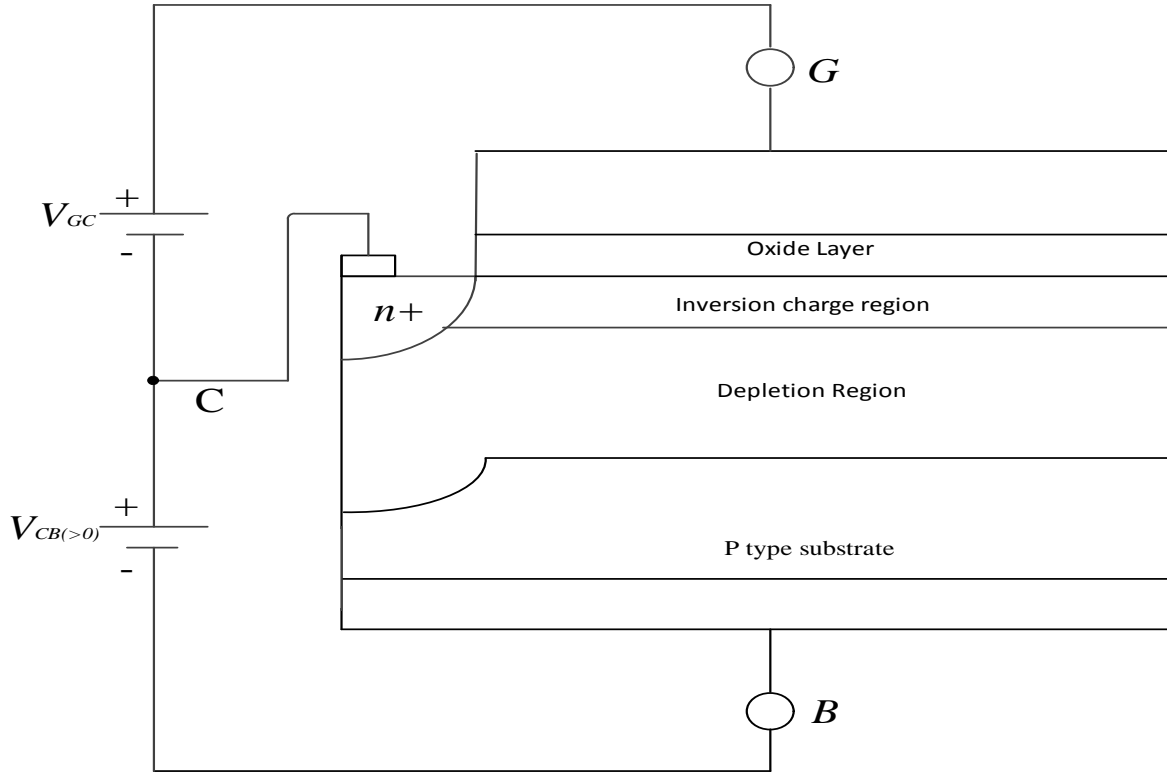 G
+
V_GC
-
Oxide Layer
n+
Inversion charge region
C
Depletion Region
+
V_CB(>0)
-
P type substrate
B